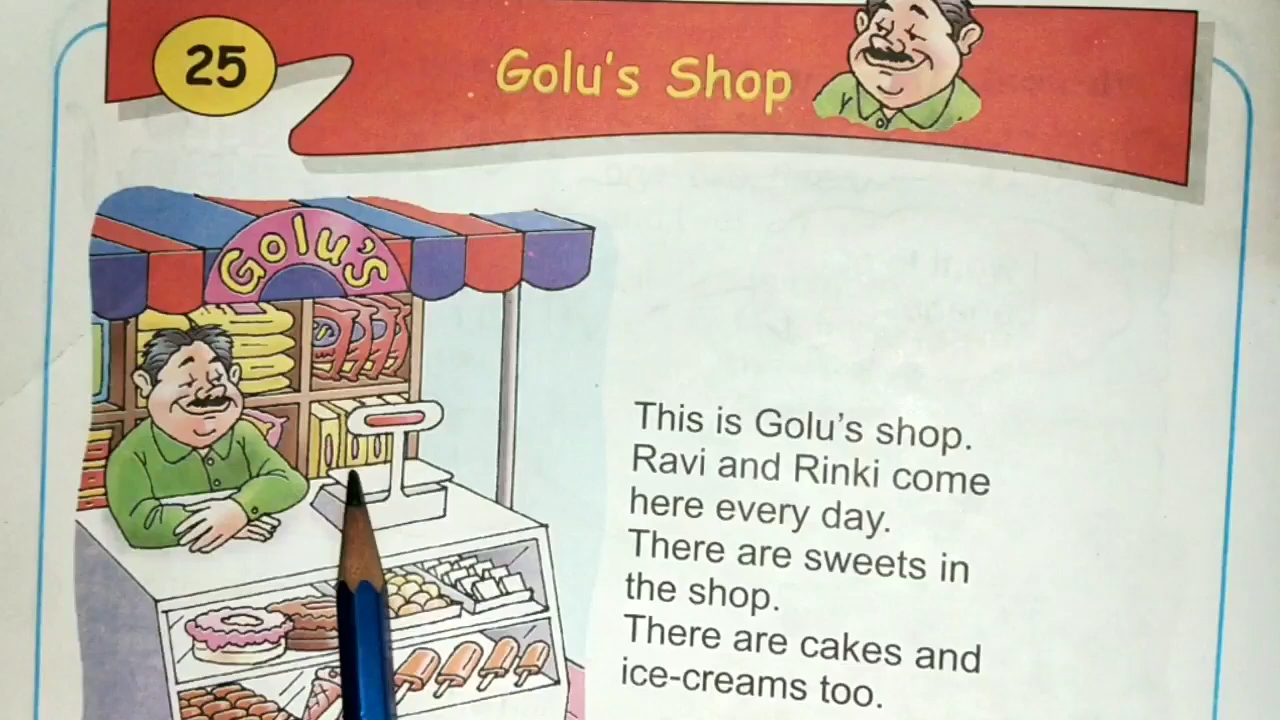 25
Golu's Shop
Golu's
This is Golu's shop.
Ravi and Rinki come
here every day.
There are sweets in
the shop.
There are cakes and
ice-creams too.